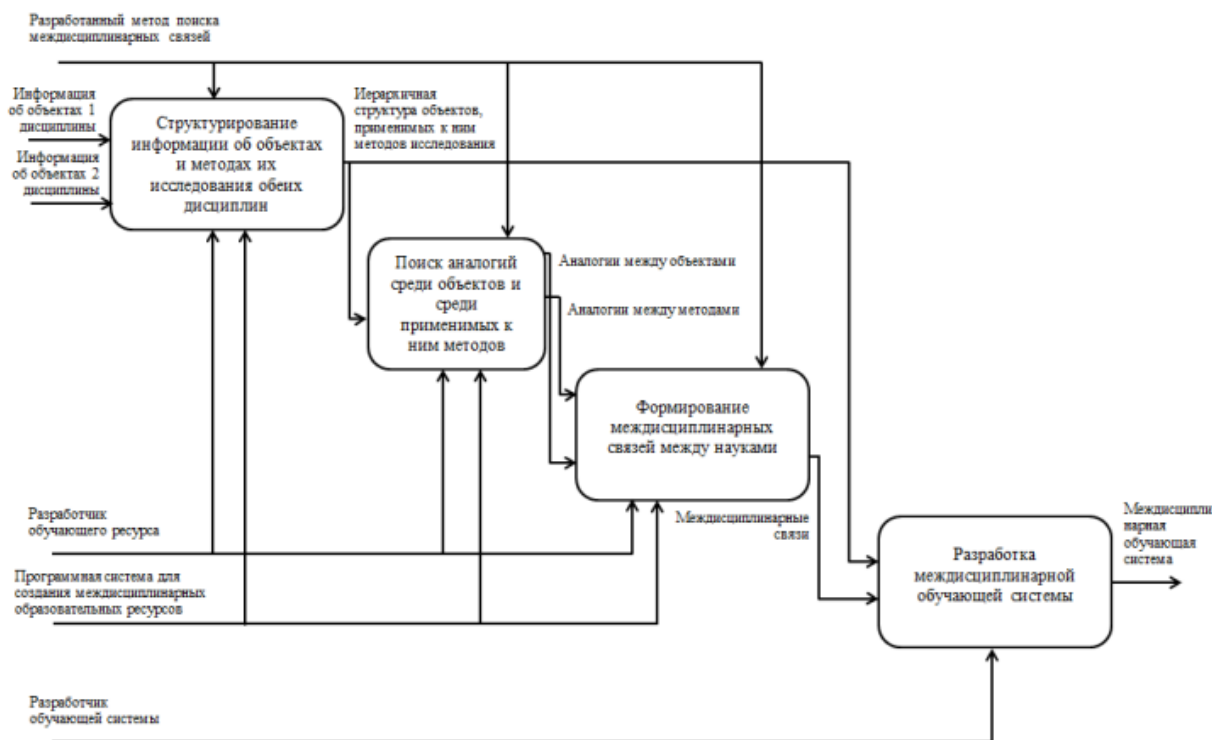 Разработанный метод поиска
междисциплинарных связей
Информация
об объектах 1
дисциплины
Информация
об объектах 2
дисциплины
Структурирование
информации об объектах
и методах их
исследования обеих
дисциплин
Иерархичная
структура объектов,
применимых к ним
методов исследования
Поиск аналогий
среди объектов и
среди
применимых к
ним методов
Аналогии между объектами
Аналогии между методами
Формирование
междисциплинарных
связей между науками
Разработчик
обучающего ресурса
Междисциплинарные
связи
Программная система для
создания междисциплинарных
образовательных ресурсов
Разработка
междисциплинарной
обучающей системы
Междисципли
нарная
обучающая
система
Разработчик
обучающей системы